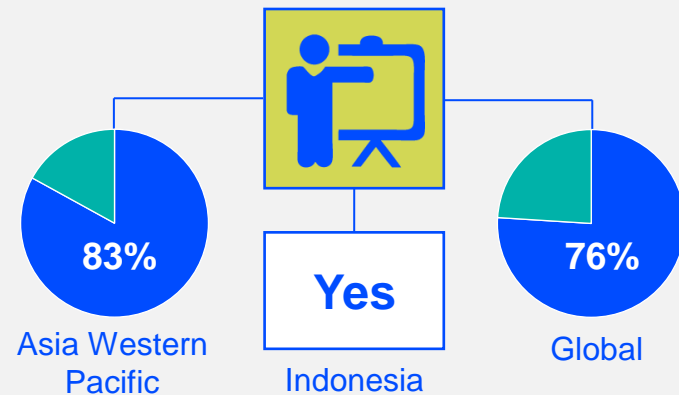 83%
Asia Western
Pacific
Yes
Indonesia
76%
Global